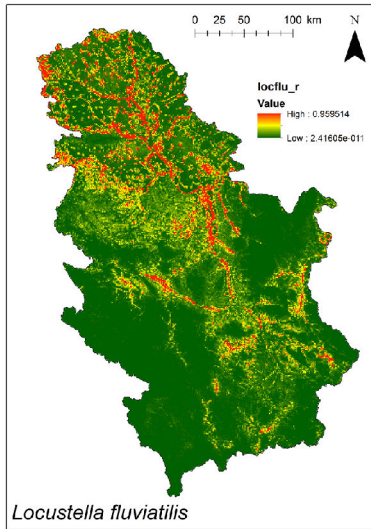 0 25 50 100 km
N
locflu_r
Value
High : 0.959514
Low : 2.41605e-011
Locustella fluviatilis